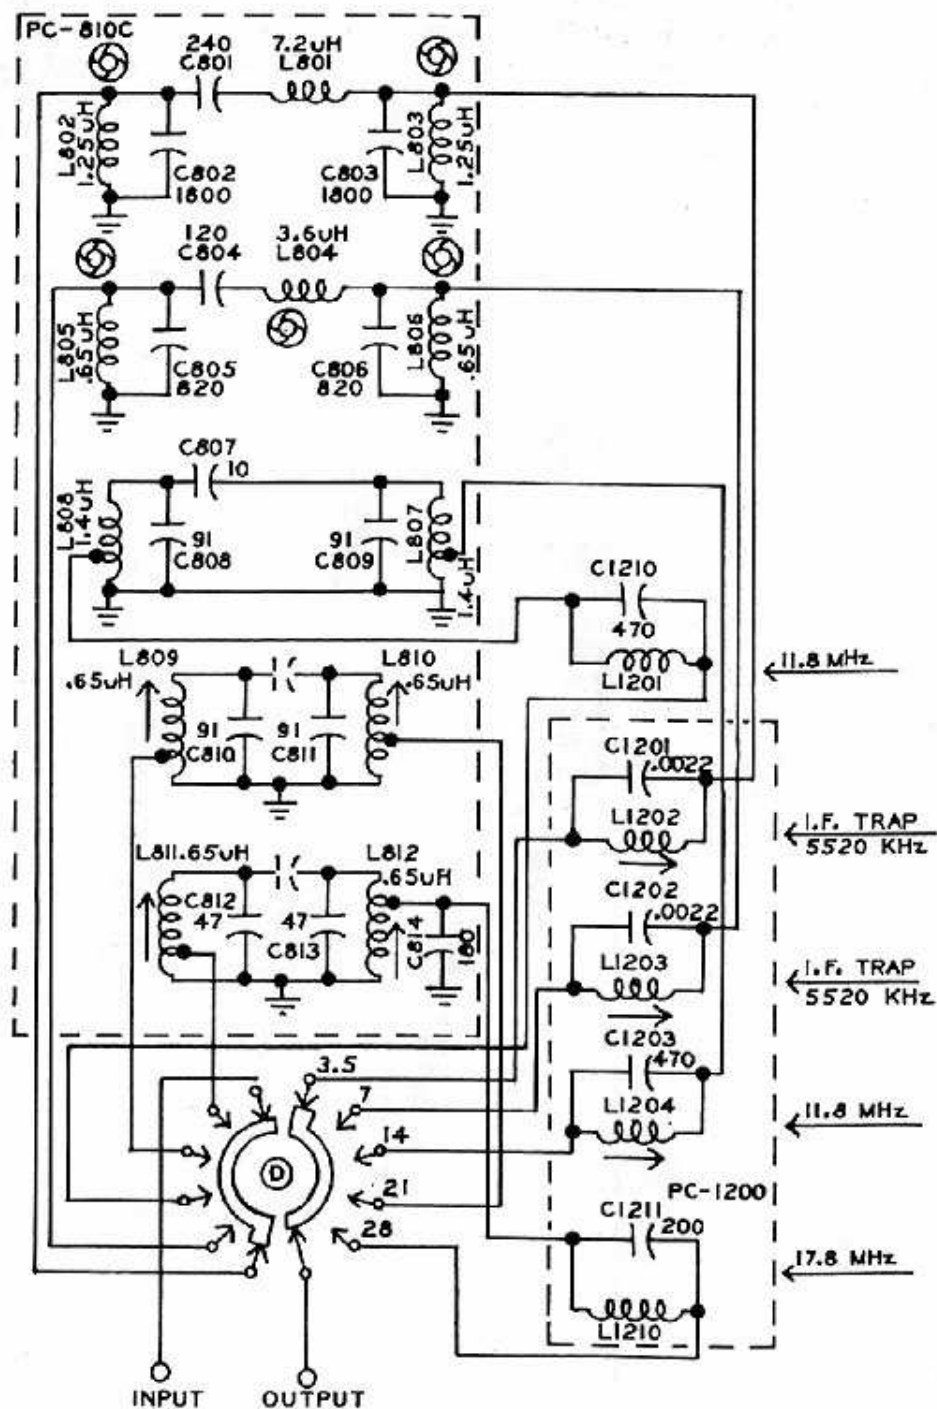 PC-810C
240
C801
7.2uH
L801
L802
1.25uH
C802
1800
C803
1800
L803
1.25uH
120
C804
3.6uH
L804
L805
.65uH
C805
820
C806
820
L806
.65uH
C807
10
L808
1.4uH
91
C808
91
C809
L807
1.4uH
C1210
470
L1201
11.8 MHz
L809
.65uH
L810
.65uH
91
C810
91
C811
C1201
.0022
L1202
I.F. TRAP
5520 KHz
L811
.65uH
L812
.65uH
C812
47
47
C813
C814
180
C1202
.0022
L1203
I.F. TRAP
5520 KHz
C1203
470
L1204
11.8 MHz
PC-1200
C1211
200
L1210
17.8 MHz
3.5
7
14
21
28
D
INPUT
OUTPUT